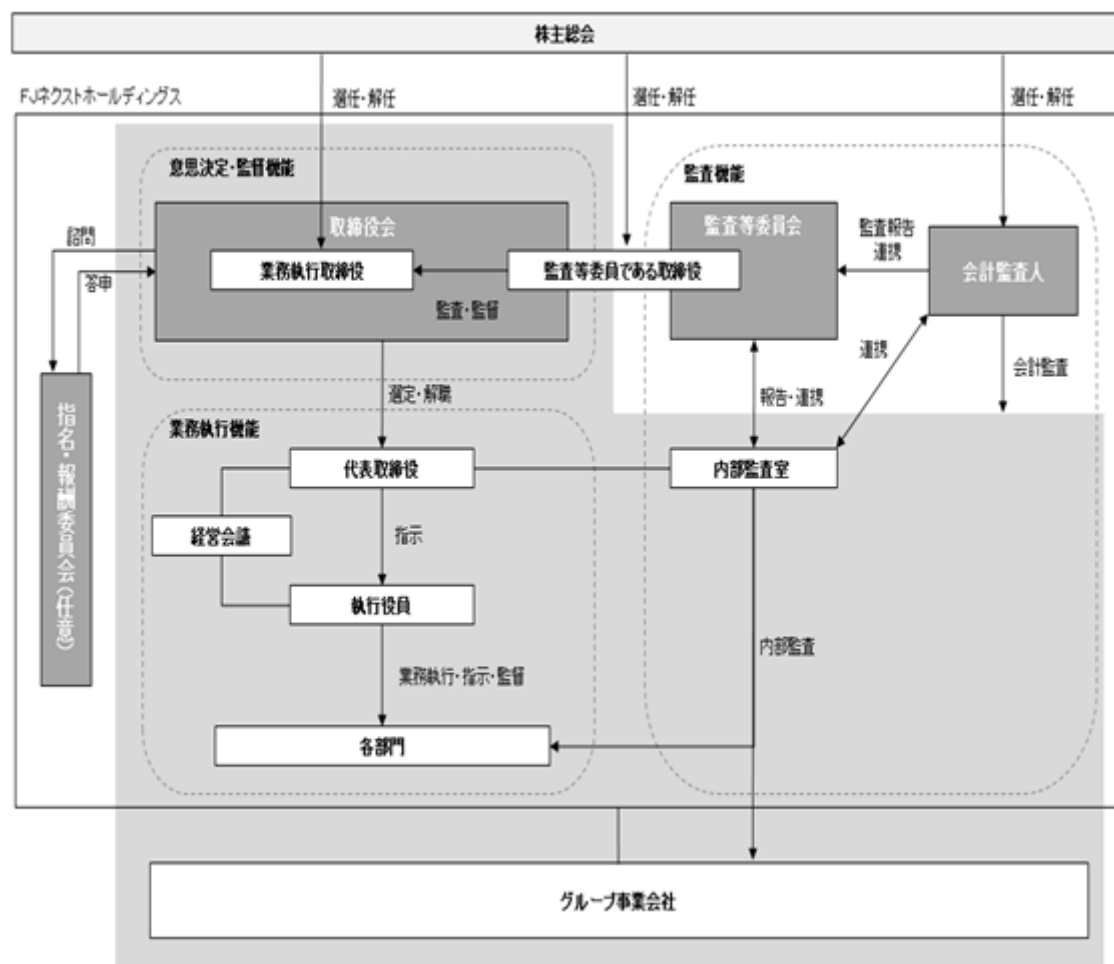 株主総会
FJネクストホールディングス
選任・解任
選任・解任
選任・解任
意思決定・監督機能
監査機能
取締役会
監査等委員会
監査報告
連携
諮問
業務執行取締役
監査等委員である取締役
会計監査人
答申
監査・監督
連携
会計監査
選定・解職
報告・連携
指名・報酬委員会(任意)
業務執行機能
代表取締役
内部監査室
経営会議
指示
執行役員
内部監査
業務執行・指示・監督
各部門
グループ事業会社